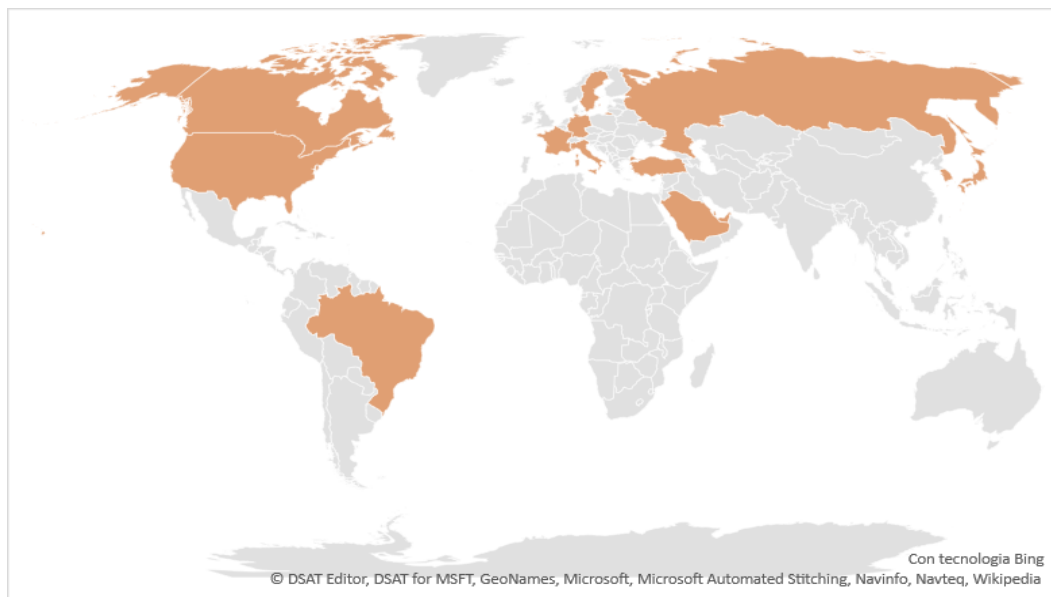 Con tecnologia Bing
© DSAT Editor, DSAT for MSFT, GeoNames, Microsoft, Microsoft Automated Stitching, Navinfo, Navteq, Wikipedia